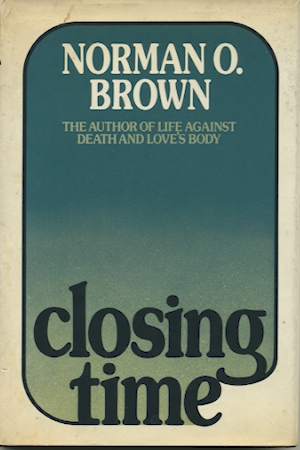 NORMAN O.
BROWN
THE AUTHOR OF LIFE AGAINST
DEATH AND LOVE'S BODY
closing
time